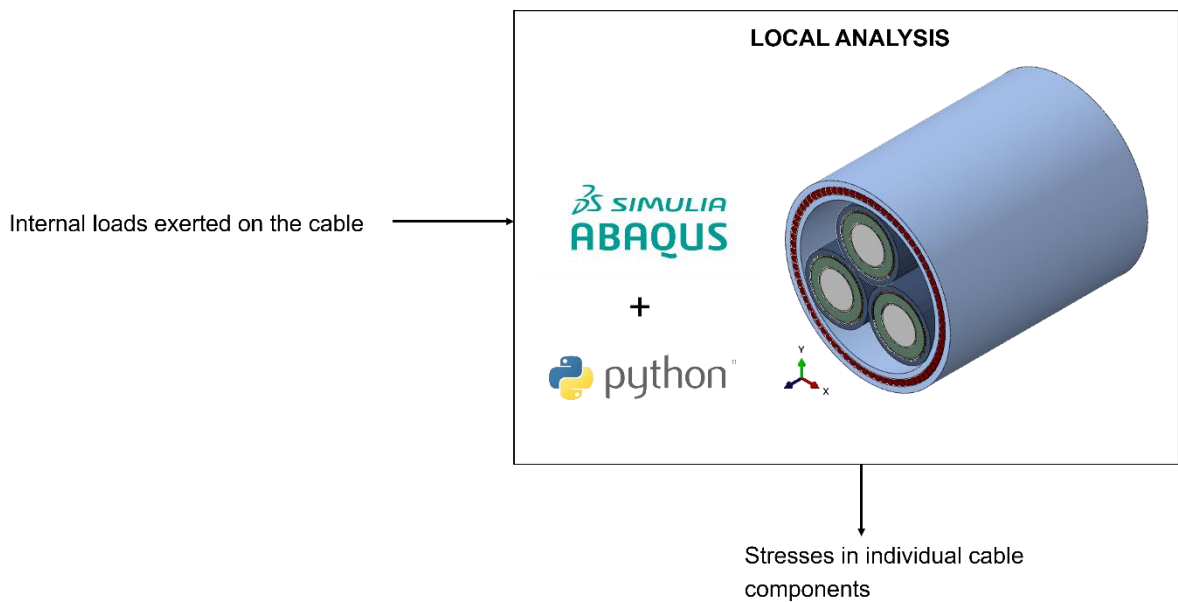 LOCAL ANALYSIS
Internal loads exerted on the cable
SIMULIA
ABAQUS
+
python
Y
X
Stresses in individual cable
components